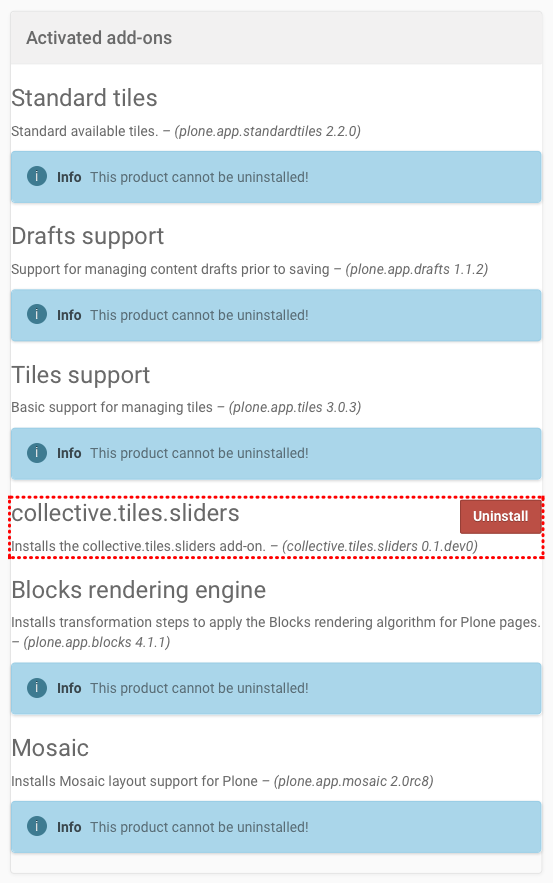 Activated add-ons
Standard tiles
Standard available tiles. – (plone.app.standardtiles 2.2.0)
i Info This product cannot be uninstalled!
Drafts support
Support for managing content drafts prior to saving – (plone.app.drafts 1.1.2)
i Info This product cannot be uninstalled!
Tiles support
Basic support for managing tiles – (plone.app.tiles 3.0.3)
i Info This product cannot be uninstalled!
collective.tiles.sliders Uninstall
Installs the collective.tiles.sliders add-on. – (collective.tiles.sliders 0.1.dev0)
Blocks rendering engine
Installs transformation steps to apply the Blocks rendering algorithm for Plone pages.
– (plone.app.blocks 4.1.1)
i Info This product cannot be uninstalled!
Mosaic
Installs Mosaic layout support for Plone – (plone.app.mosaic 2.0rc8)
i Info This product cannot be uninstalled!